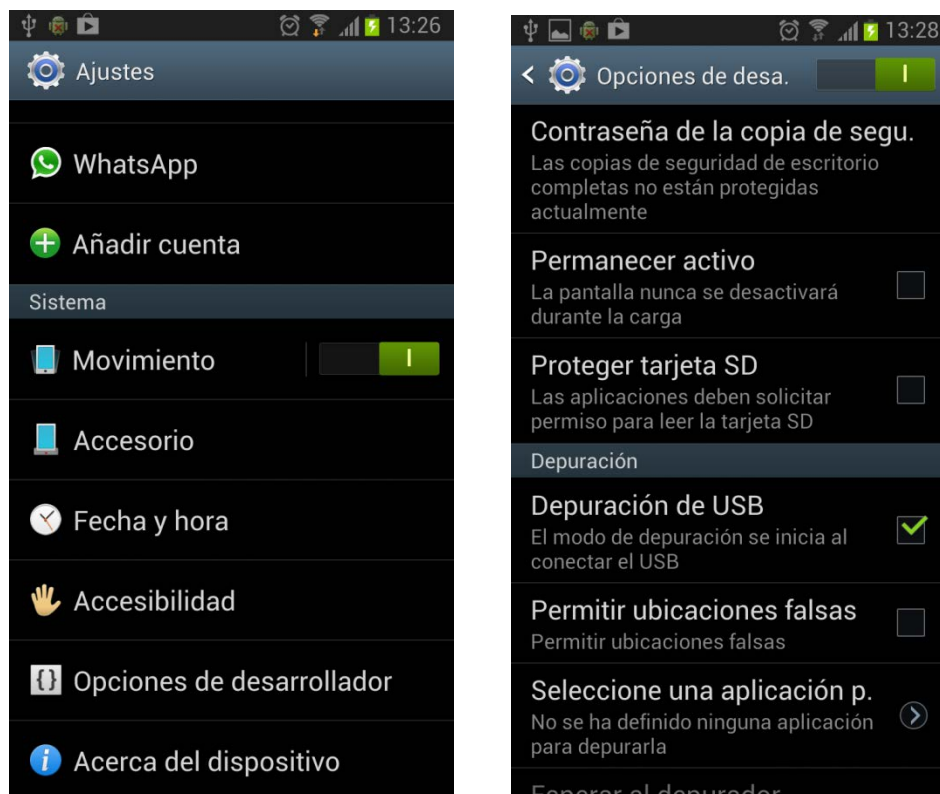 13:26
Ajustes
WhatsApp
Añadir cuenta
Sistema
Movimiento
Accesorio
Fecha y hora
Accesibilidad
Opciones de desarrollador
Acerca del dispositivo
13:28
Opciones de desa.
Contraseña de la copia de segu.
Las copias de seguridad de escritorio
completas no están protegidas
actualmente
Permanecer activo
La pantalla nunca se desactivará
durante la carga
Proteger tarjeta SD
Las aplicaciones deben solicitar
permiso para leer la tarjeta SD
Depuración
Depuración de USB
El modo de depuración se inicia al
conectar el USB
Permitir ubicaciones falsas
Permitir ubicaciones falsas
Seleccione una aplicación p.
No se ha definido ninguna aplicación
para depurarla
Esperar al depurador